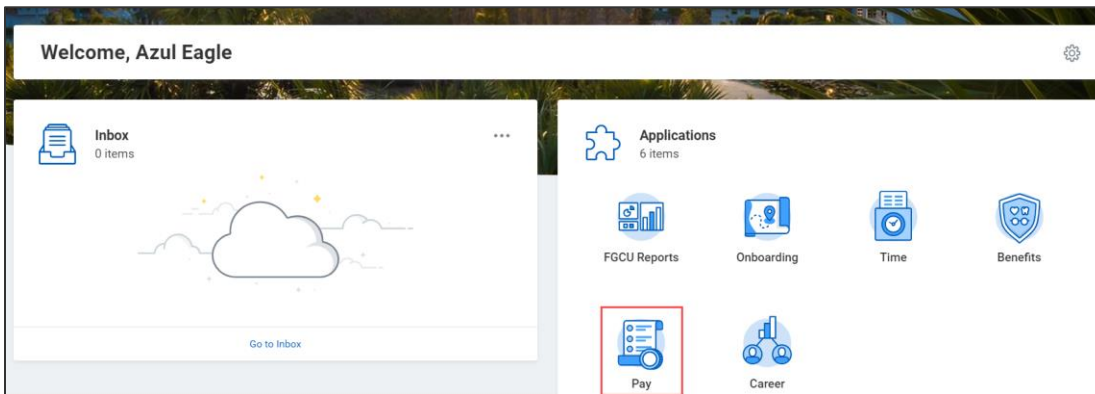 Welcome, Azul Eagle
Inbox
0 items
Go to Inbox
Applications
6 items
FGCU Reports
Onboarding
Time
Benefits
Pay
Career